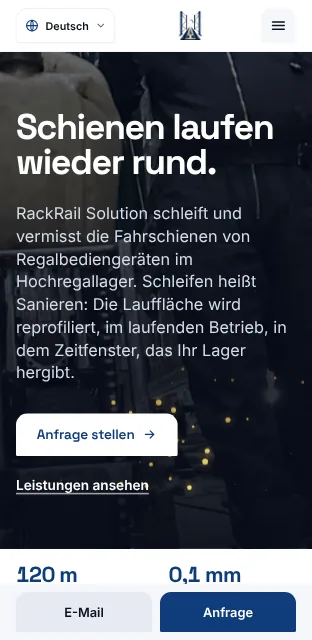 Deutsch
Schienen laufen
wieder rund.
RackRail Solution schleift und
vermisst die Fahrschienen von
Regalbediengeräten im
Hochregallager. Schleifen heißt
Sanieren: Die Lauffläche wird
reprofiliert, im laufenden Betrieb, in
dem Zeitfenster, das Ihr Lager
hergibt.
Anfrage stellen →
Leistungen ansehen
120 m
0,1 mm
E-Mail
Anfrage